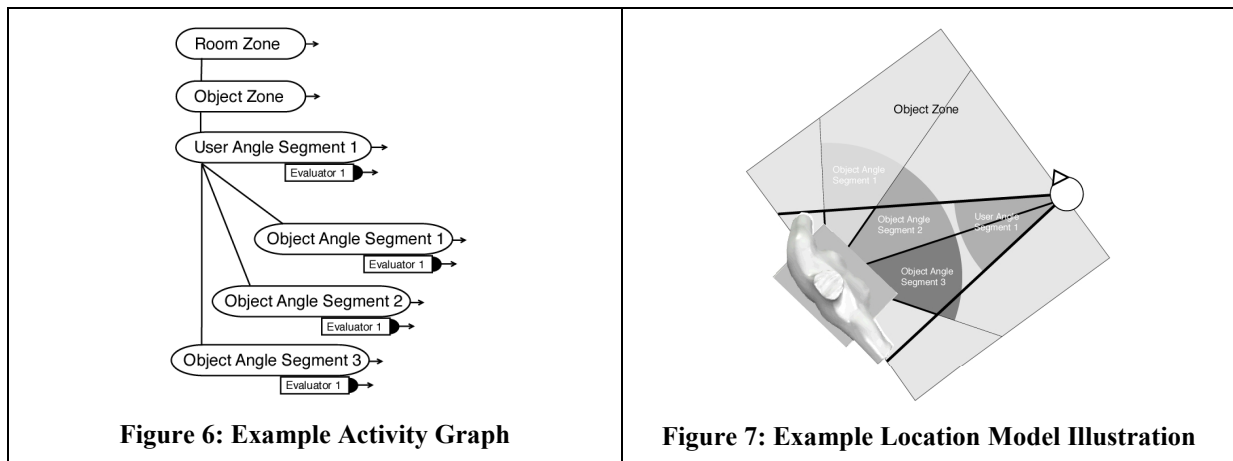 Room Zone
Object Zone
User Angle Segment 1
Evaluator 1
Object Angle Segment 1
Evaluator 1
Object Angle Segment 2
Evaluator 1
Object Angle Segment 3
Evaluator 1
Figure 6: Example Activity Graph
Object Zone
Object Angle
Segment 1
Object Angle
Segment 2
User Angle
Segment 1
Object Angle
Segment 3
Figure 7: Example Location Model Illustration